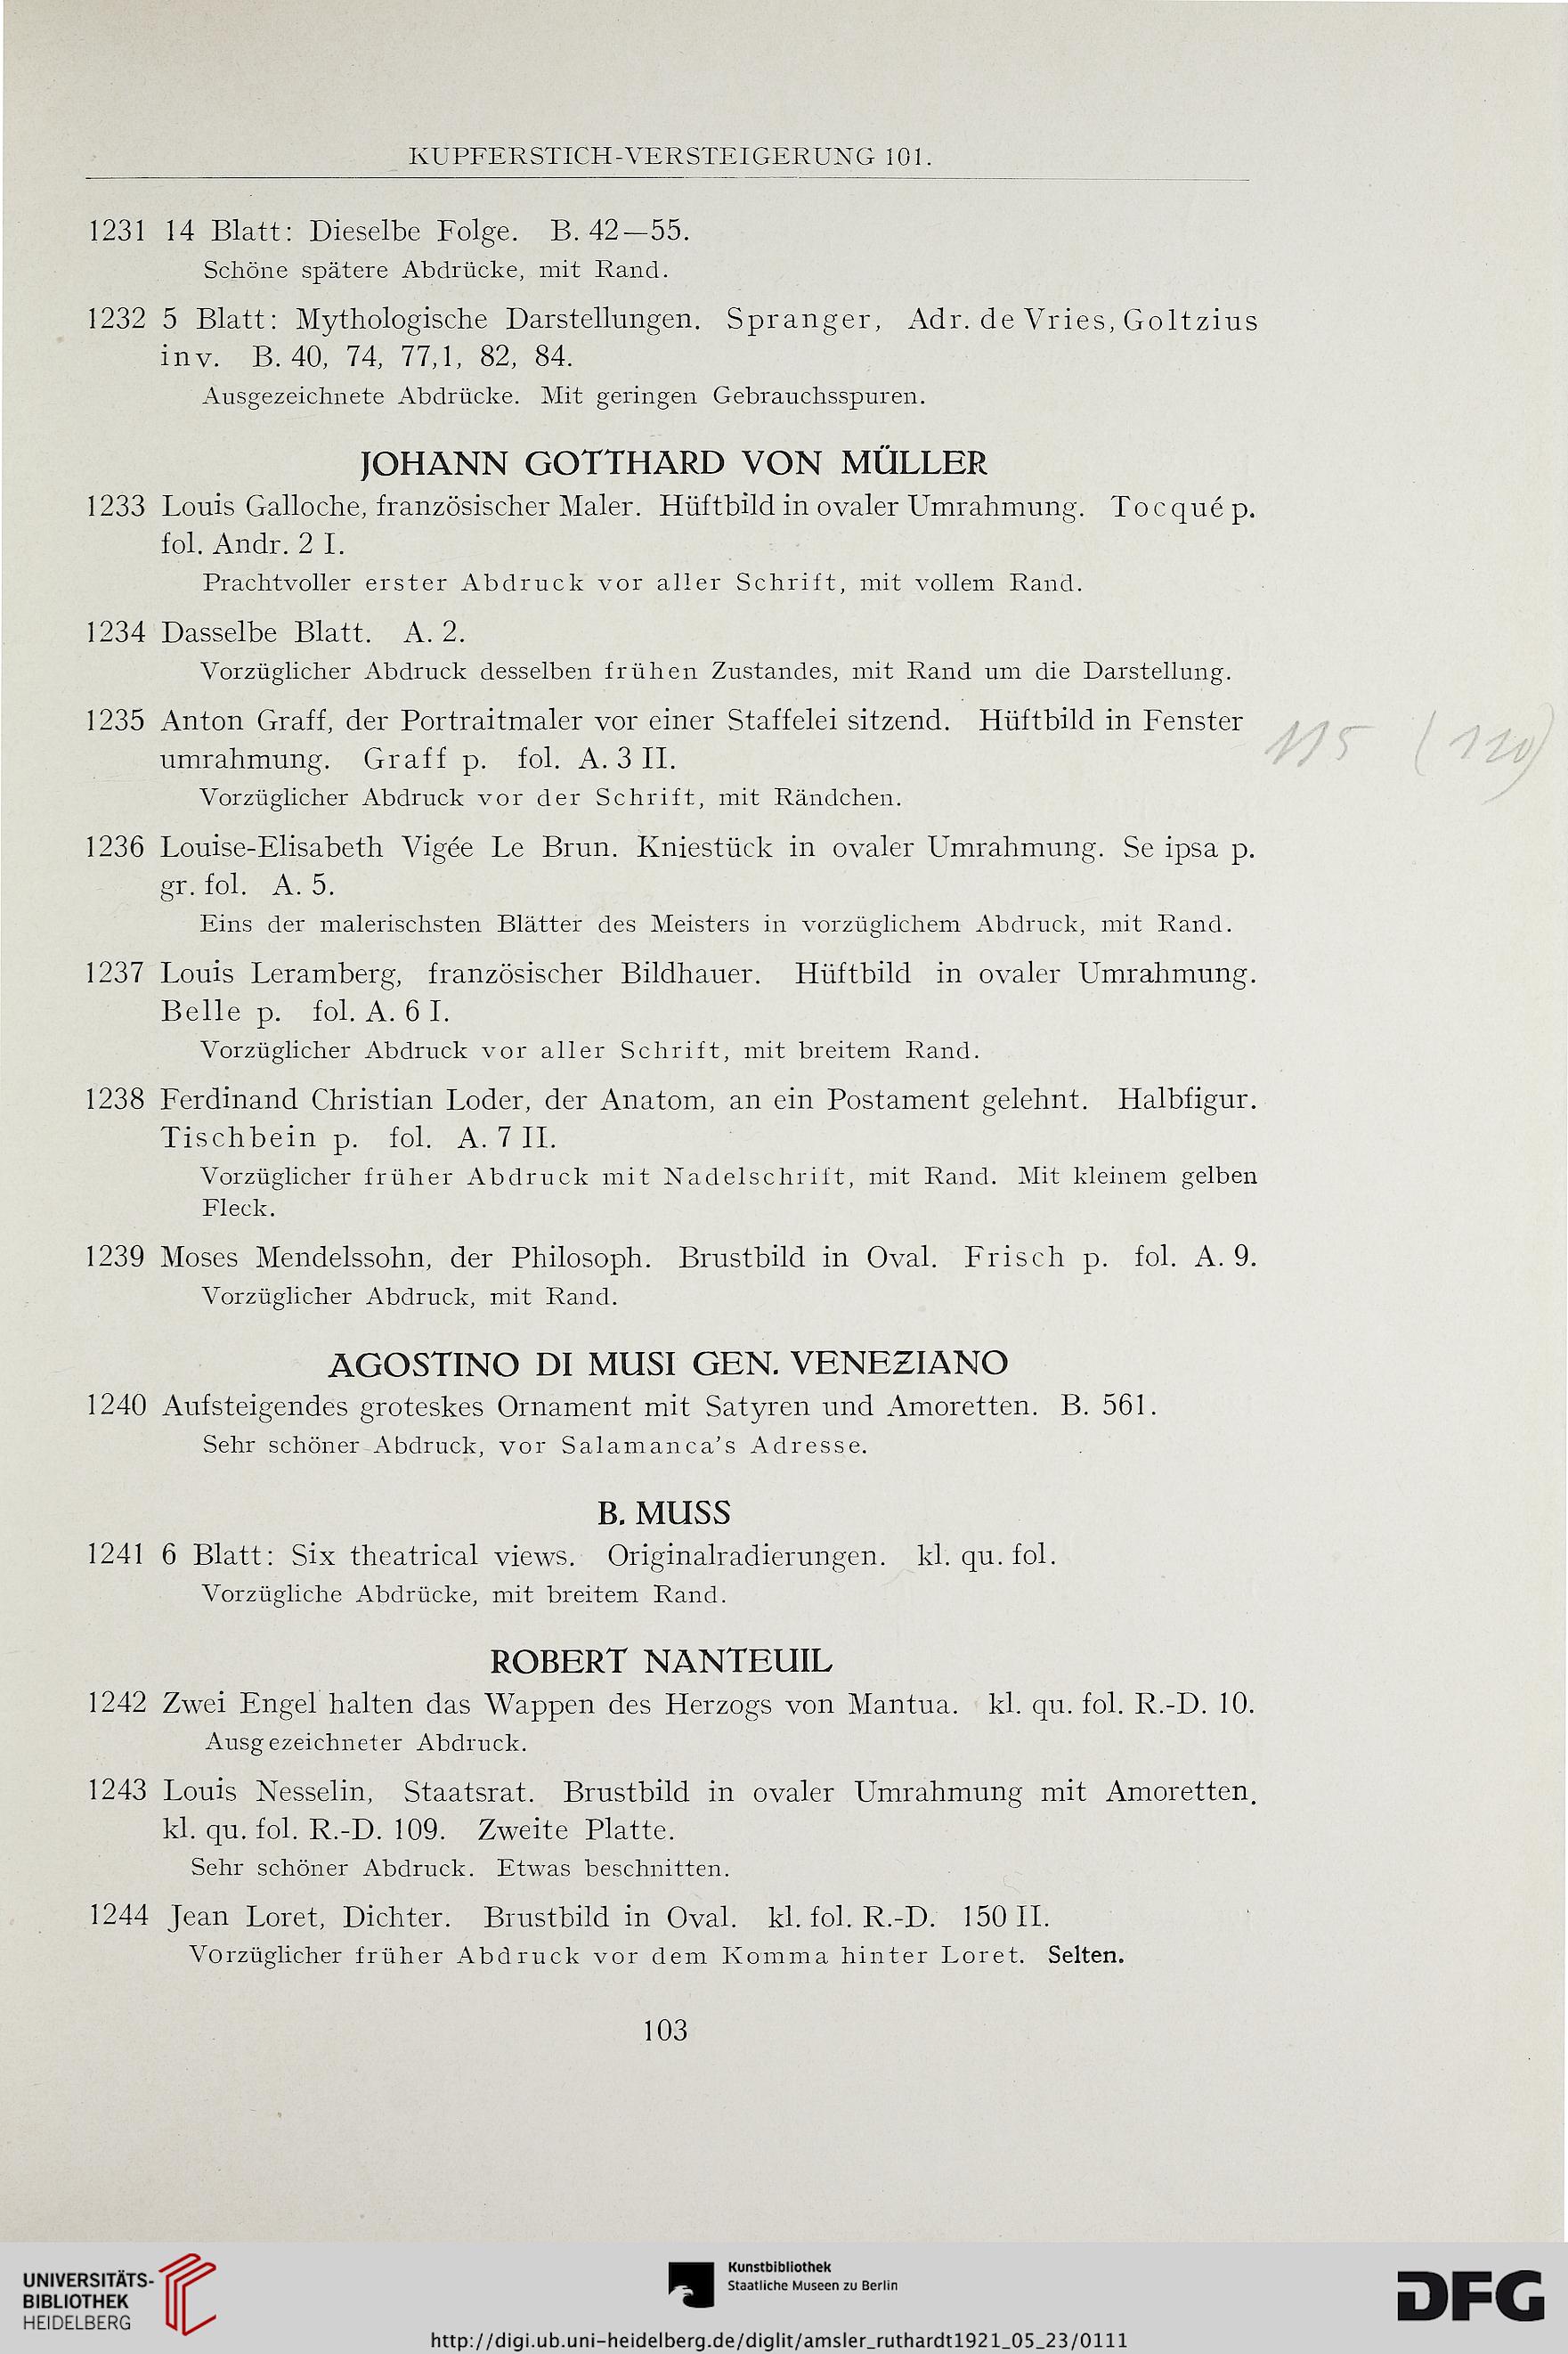 KUPFERSTICH-VERSTEIGERUNG 101.
1231 14 Blatt: Dieselbe Folge. B. 42—55.
Schöne spätere Abdrücke, mit Rand.
1232 5 Blatt: Mythologische Darstellungen. Spranger, Adr. de Vries, Goltzius
inv. B. 40, 74, 77,1, 82, 84.
Ausgezeichnete Abdrücke. Mit geringen Gebrauchsspuren.
JOHANN GOTTHARD VON MÜLLER
1233 Louis Galloche, französischer Maler. Hüftbild in ovaler Umrahmung. Tocqué p.
fol. Andr. 2 I.
Prachtvoller erster Abdruck vor aller Schrift, mit vollem Rand.
1234 Dasselbe Blatt. A. 2.
Vorzüglicher Abdruck desselben frühen Zustandes, mit Rand um die Darstellung.
1235 Anton Graff, der Portraitmaler vor einer Staffelei sitzend. Hüftbild in Fenster
umrahmung. Graff p. fol. A. 3 II.
115 (120)
Vorzüglicher Abdruck vor der Schrift, mit Rändchen.
1236 Louise-Elisabeth Vigée Le Brun. Kniestück in ovaler Umrahmung. Se ipsa p.
gr. fol. A. 5.
Eins der malerischsten Blätter des Meisters in vorzüglichem Abdruck, mit Rand.
1237 Louis Leramberg, französischer Bildhauer. Hüftbild in ovaler Umrahmung.
Belle p. fol. A. 6 I.
Vorzüglicher Abdruck vor aller Schrift, mit breitem Rand.
1238 Ferdinand Christian Loder, der Anatom, an ein Postament gelehnt. Halbfigur.
Tischbein p. fol. A. 7 II.
Vorzüglicher früher Abdruck mit Nadelschrift, mit Rand. Mit kleinem gelben
Fleck.
1239 Moses Mendelssohn, der Philosoph. Brustbild in Oval. Frisch p. fol. A. 9.
Vorzüglicher Abdruck, mit Rand.
AGOSTINO DI MUSI GEN. VENEZIANO
1240 Aufsteigendes groteskes Ornament mit Satyren und Amoretten. B. 561.
Sehr schöner Abdruck, vor Salamanca's Adresse.
B. MUSS
1241 6 Blatt: Six theatrical views. Originalradierungen. kl. qu. fol.
Vorzügliche Abdrücke, mit breitem Rand.
ROBERT NANTEUIL
1242 Zwei Engel halten das Wappen des Herzogs von Mantua. kl. qu. fol. R.-D. 10.
Ausgezeichneter Abdruck.
1243 Louis Nesselin, Staatsrat. Brustbild in ovaler Umrahmung mit Amoretten.
kl. qu. fol. R.-D. 109. Zweite Platte.
Sehr schöner Abdruck. Etwas beschnitten.
1244 Jean Loret, Dichter. Brustbild in Oval. kl. fol. R.-D. 150 II.
Vorzüglicher früher Abdruck vor dem Komma hinter Loret. Selten.
103
UNIVERSITÄTS-
BIBLIOTHEK
HEIDELBERG
Kunstbibliothek
Staatliche Museen zu Berlin
DFG
http://digi.ub.uni-heidelberg.de/diglit/amsler_ruthardt1921_05_23/0111